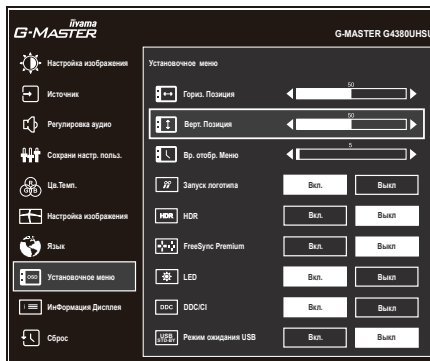 iiyama
G-MASTER
G-MASTER G4380UHSU
Настройка изображения
Источник
Регулировка аудио
Сохрани настр. польз.
R
G B
Цв.Темп.
Настройка изображения
Язык
OSD Установочное меню
i ИнФормация Дисплея
Сброс
Установочное меню
Гориз. Позиция 50
Верт. Позиция 50
Вр. отобр. Меню 5
Запуск логотипа Вкл. Выкл
HDR HDR Вкл. Выкл
FreeSync Premium Вкл. Выкл
LED Вкл. Выкл
DDC DDC/CI Вкл. Выкл
USB STD-BY Режим ожидания USB Вкл. Выкл